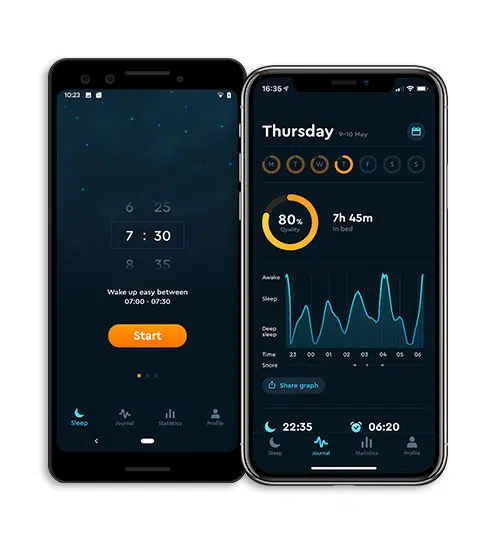 10:23
6 25
7 : 30
8 35
Wake up easy between
07:00 - 07:30
Start
Sleep Journal Statistics Profile
16:35
Thursday 9-10 May
M T W T F S S
80%
Quality
7h 45m
In bed
Awake
Sleep
Deep
sleep
Time 23 00 01 02 03 04 05 06
Snore
Share graph
22:35 06:20
Sleep Journal Statistics Profile